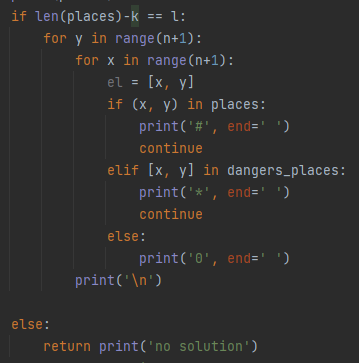 if len(places)-k == l:
    for y in range(n+1):
        for x in range(n+1):
            el = [x, y]
            if (x, y) in places:
                print('#', end=' ')
                continue
            elif [x, y] in dangers_places:
                print('*', end=' ')
                continue
            else:
                print('0', end=' ')
        print('\n')

else:
    return print('no solution')